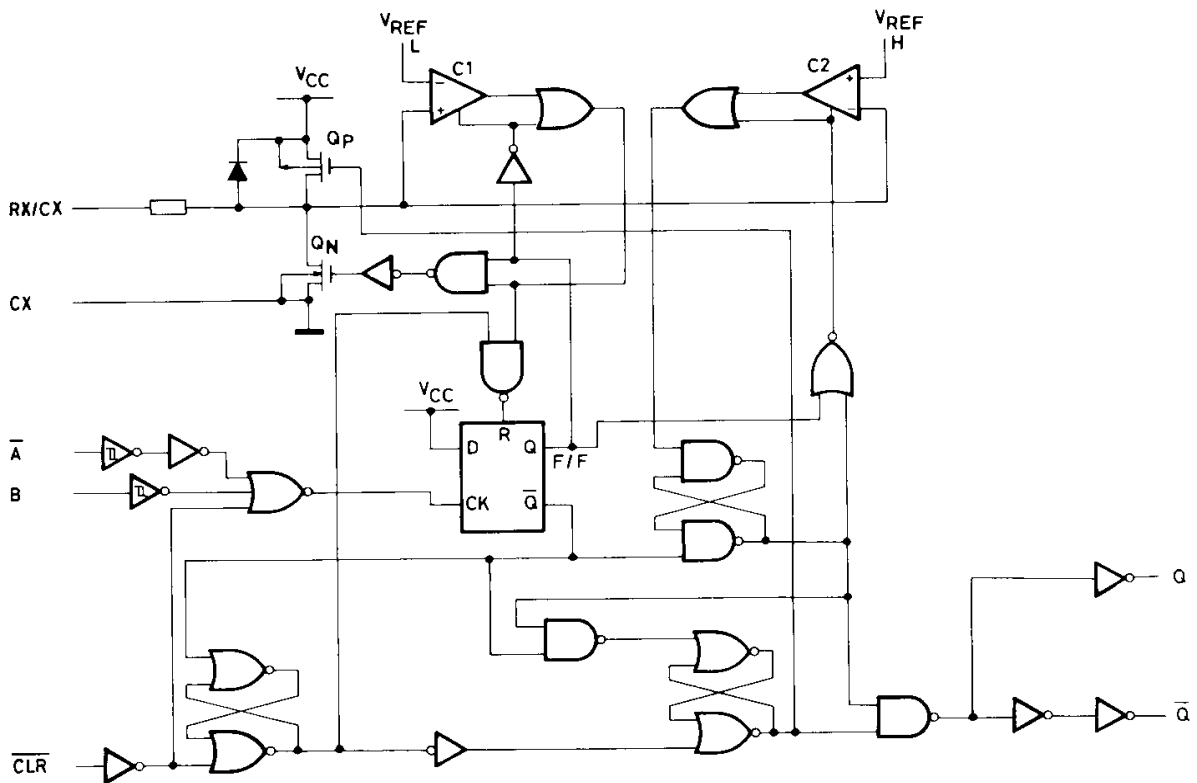 VREF L
VREF H
C1
C2
VCC
QP
RX/CX
QN
CX
VCC
R
D
Q
F/F
A
B
CK
Q
Q
Q
CLR